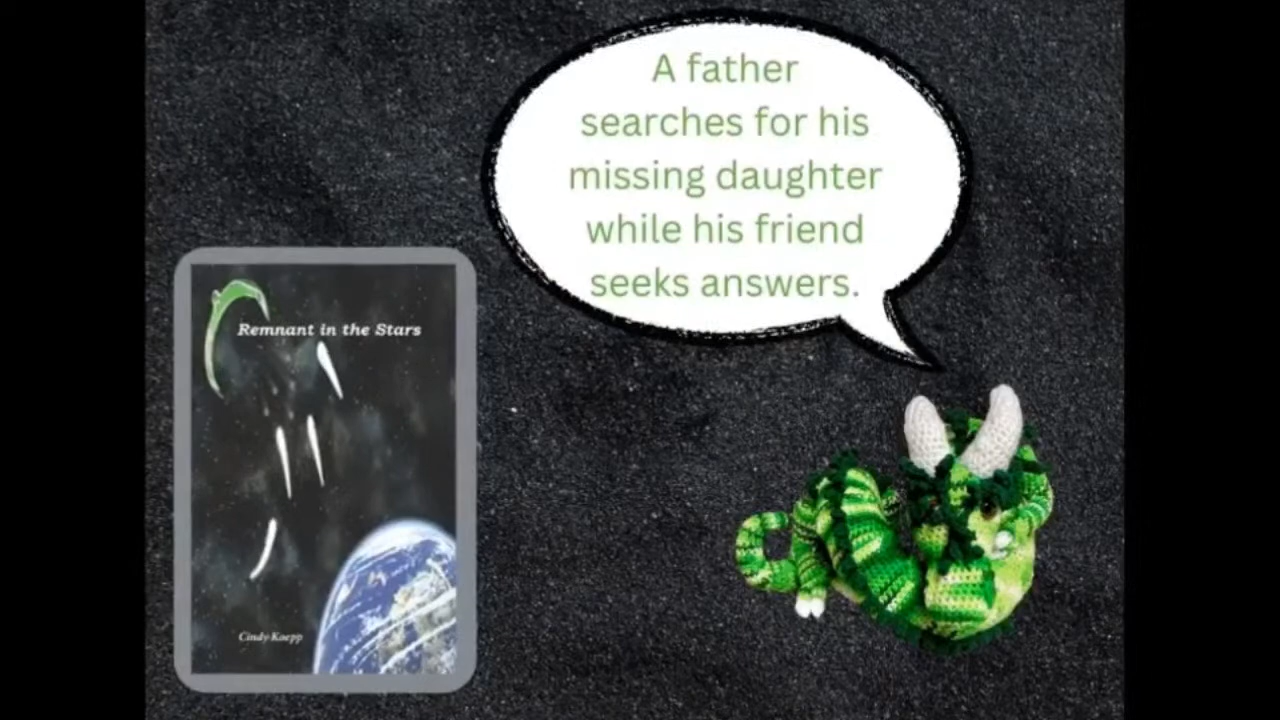 A father
searches for his
missing daughter
while his friend
seeks answers.
Remnant in the Stars
Cindy Koepp